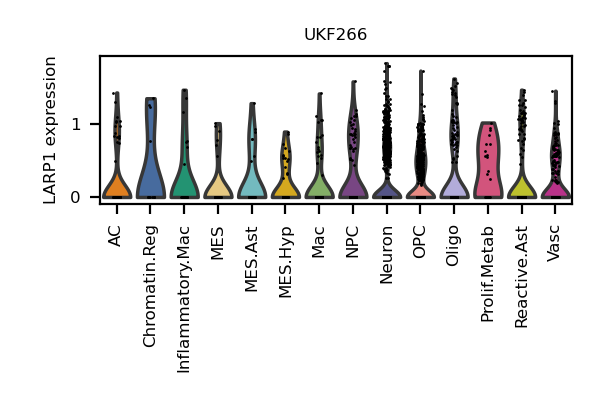 UKF266
LARP1 expression
1
0
AC
Chromatin.Reg
Inflammatory.Mac
MES
MES.Ast
MES.Hyp
Mac
NPC
Neuron
OPC
Oligo
Prolif.Metab
Reactive.Ast
Vasc